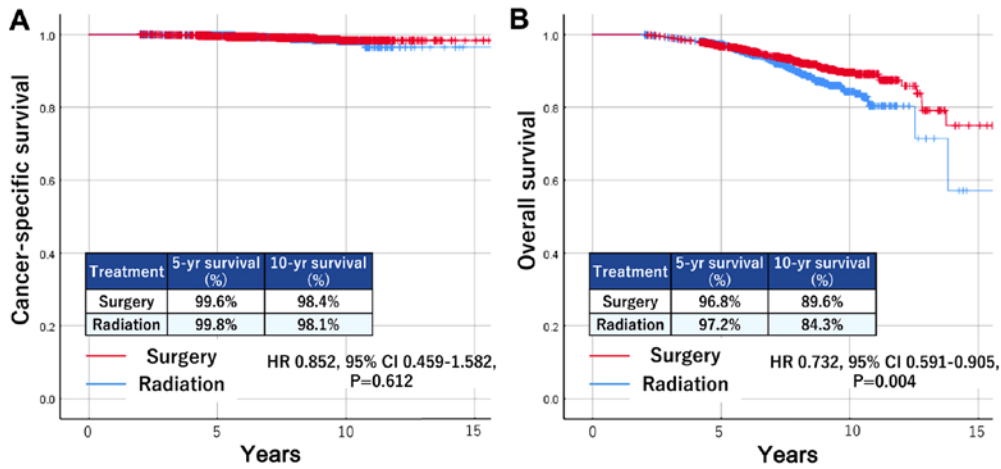 A
Cancer-specific survival
1.0
0.8
0.6
0.4
0.2
0.0
Treatment 5-yr survival (%) 10-yr survival (%)
Surgery 99.6% 98.4%
Radiation 99.8% 98.1%
Surgery
Radiation
HR 0.852, 95% CI 0.459-1.582,
P=0.612
0 5 10 15
Years
B
Overall survival
1.0
0.8
0.6
0.4
0.2
0.0
Treatment 5-yr survival (%) 10-yr survival (%)
Surgery 96.8% 89.6%
Radiation 97.2% 84.3%
Surgery
Radiation
HR 0.732, 95% CI 0.591-0.905,
P=0.004
0 5 10 15
Years